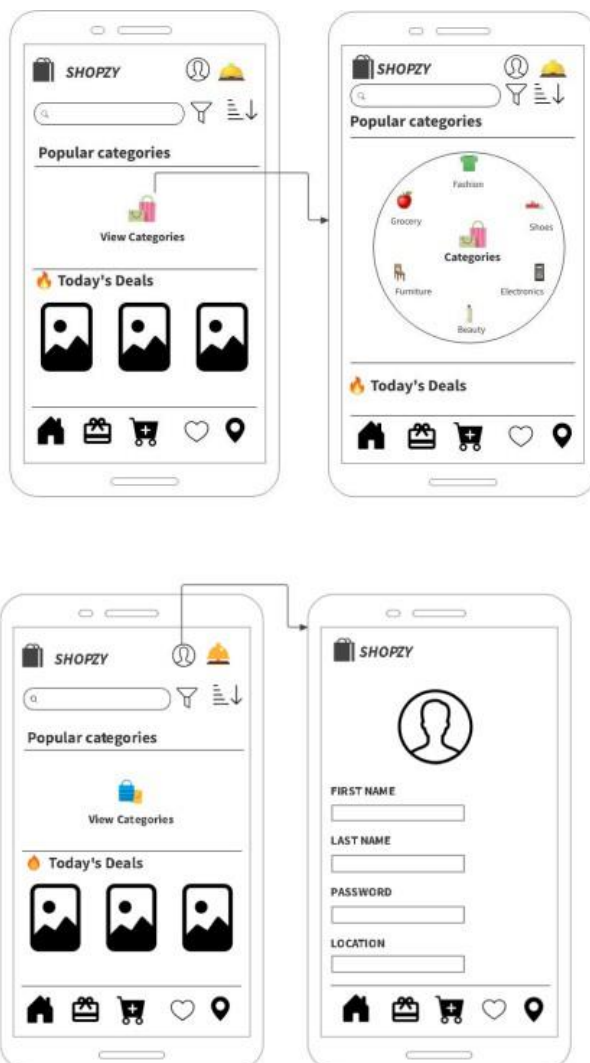 SHOPZY
Popular categories
View Categories
Today's Deals
SHOPZY
Popular categories
Fashion
Grocery
Shoes
Categories
Furniture
Electronics
Beauty
Today's Deals
SHOPZY
Popular categories
View Categories
Today's Deals
SHOPZY
FIRST NAME
LAST NAME
PASSWORD
LOCATION